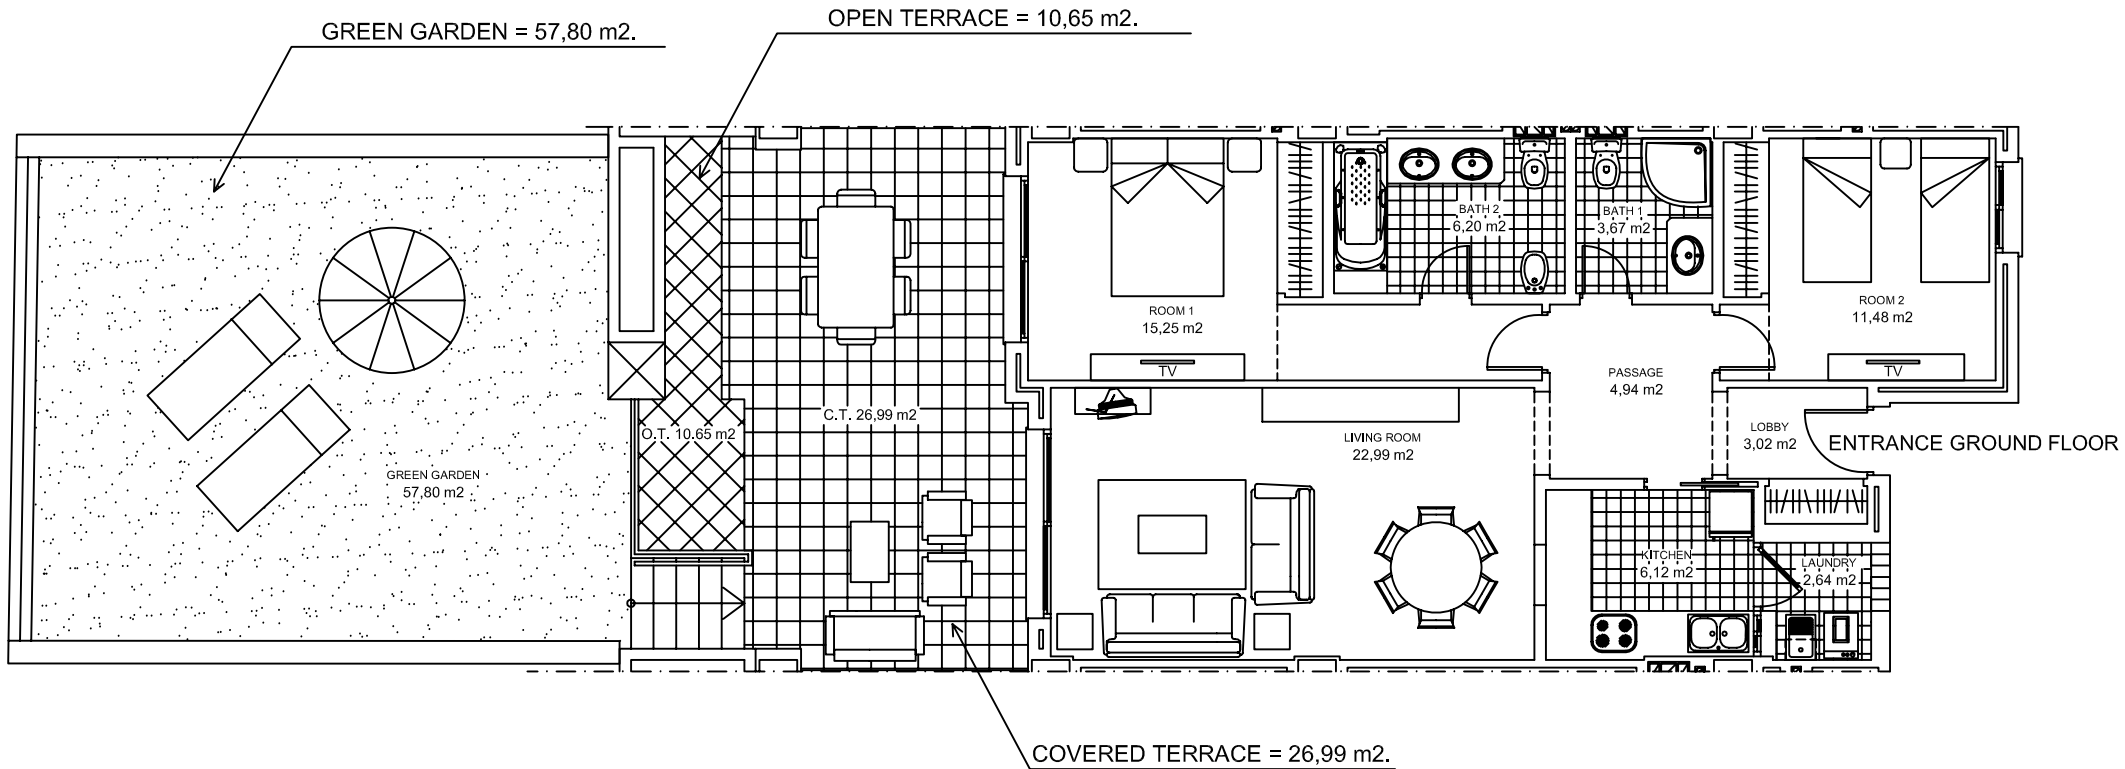 OPEN TERRACE = 10,65 m2.
GREEN GARDEN = 57,80 m2.
BATH 2
6,20 m2
BATH 1
3,67 m2
ROOM 1
15,25 m2
ROOM 2
11,48 m2
TV
TV
PASSAGE
4,94 m2
C.T. 26,99 m2
O.T. 10.65 m2
LIVING ROOM
22,99 m2
LOBBY
3,02 m2
ENTRANCE GROUND FLOOR
GREEN GARDEN
57,80 m2
KITCHEN
6,12 m2
LAUNDRY
2,64 m2
COVERED TERRACE = 26,99 m2.